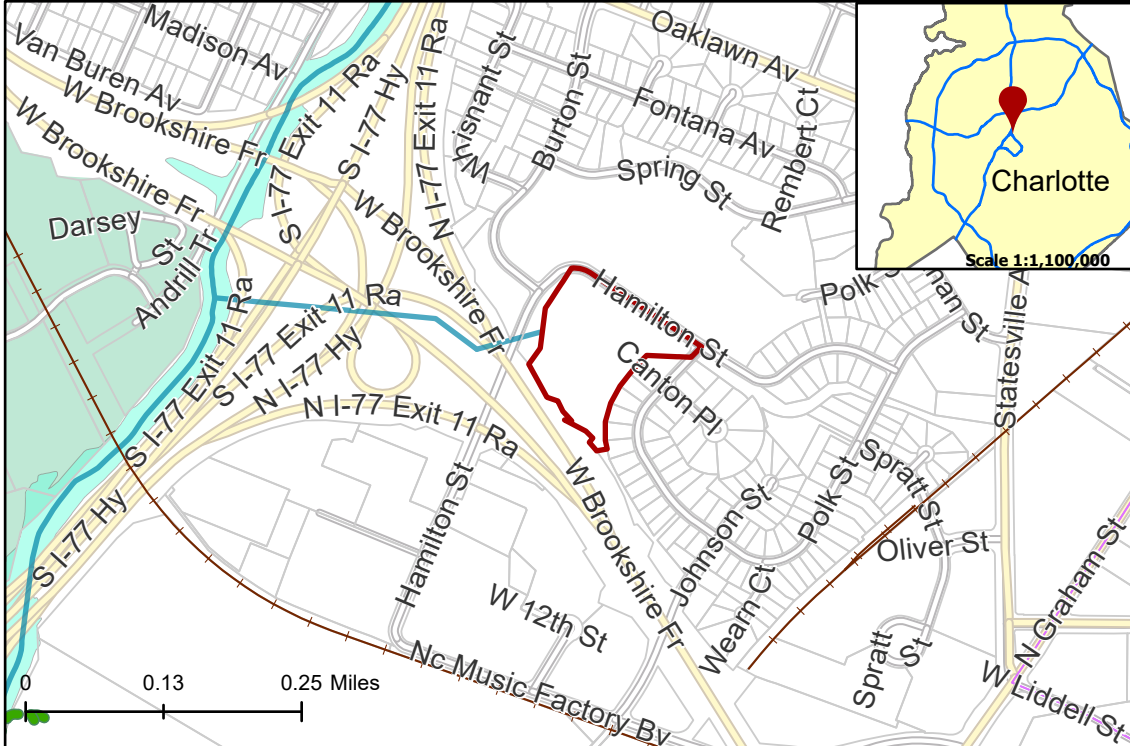 Madison Av
Oaklawn Av
Van Buren Av
W Brookshire Fr
S I-77 Exit 11 Ra
S I-77 Hy
N I-77 Exit 11 Ra
Whisnant St
Burton St
Fontana Av
Rembert Ct
Charlotte
Scale 1:1,100,000
W Brookshire Fr
Spring St
Darsey
St
Andrill Tr
W Brookshire Fr
Hamilton St
Polk
man St
Statesville A
S I-77 Exit 11 Ra
S I-77 Exit 11 Ra
N I-77 Hy
Canton Pl
N I-77 Exit 11 Ra
S I-77 Hy
Hamilton St
W Brookshire Fr
Johnson St
Polk St
Spratt St
Oliver St
N Graham St
W 12th St
Wearn Ct
Spratt
St
W Liddell St
Nc Music Factory Bv
0 0.13 0.25 Miles